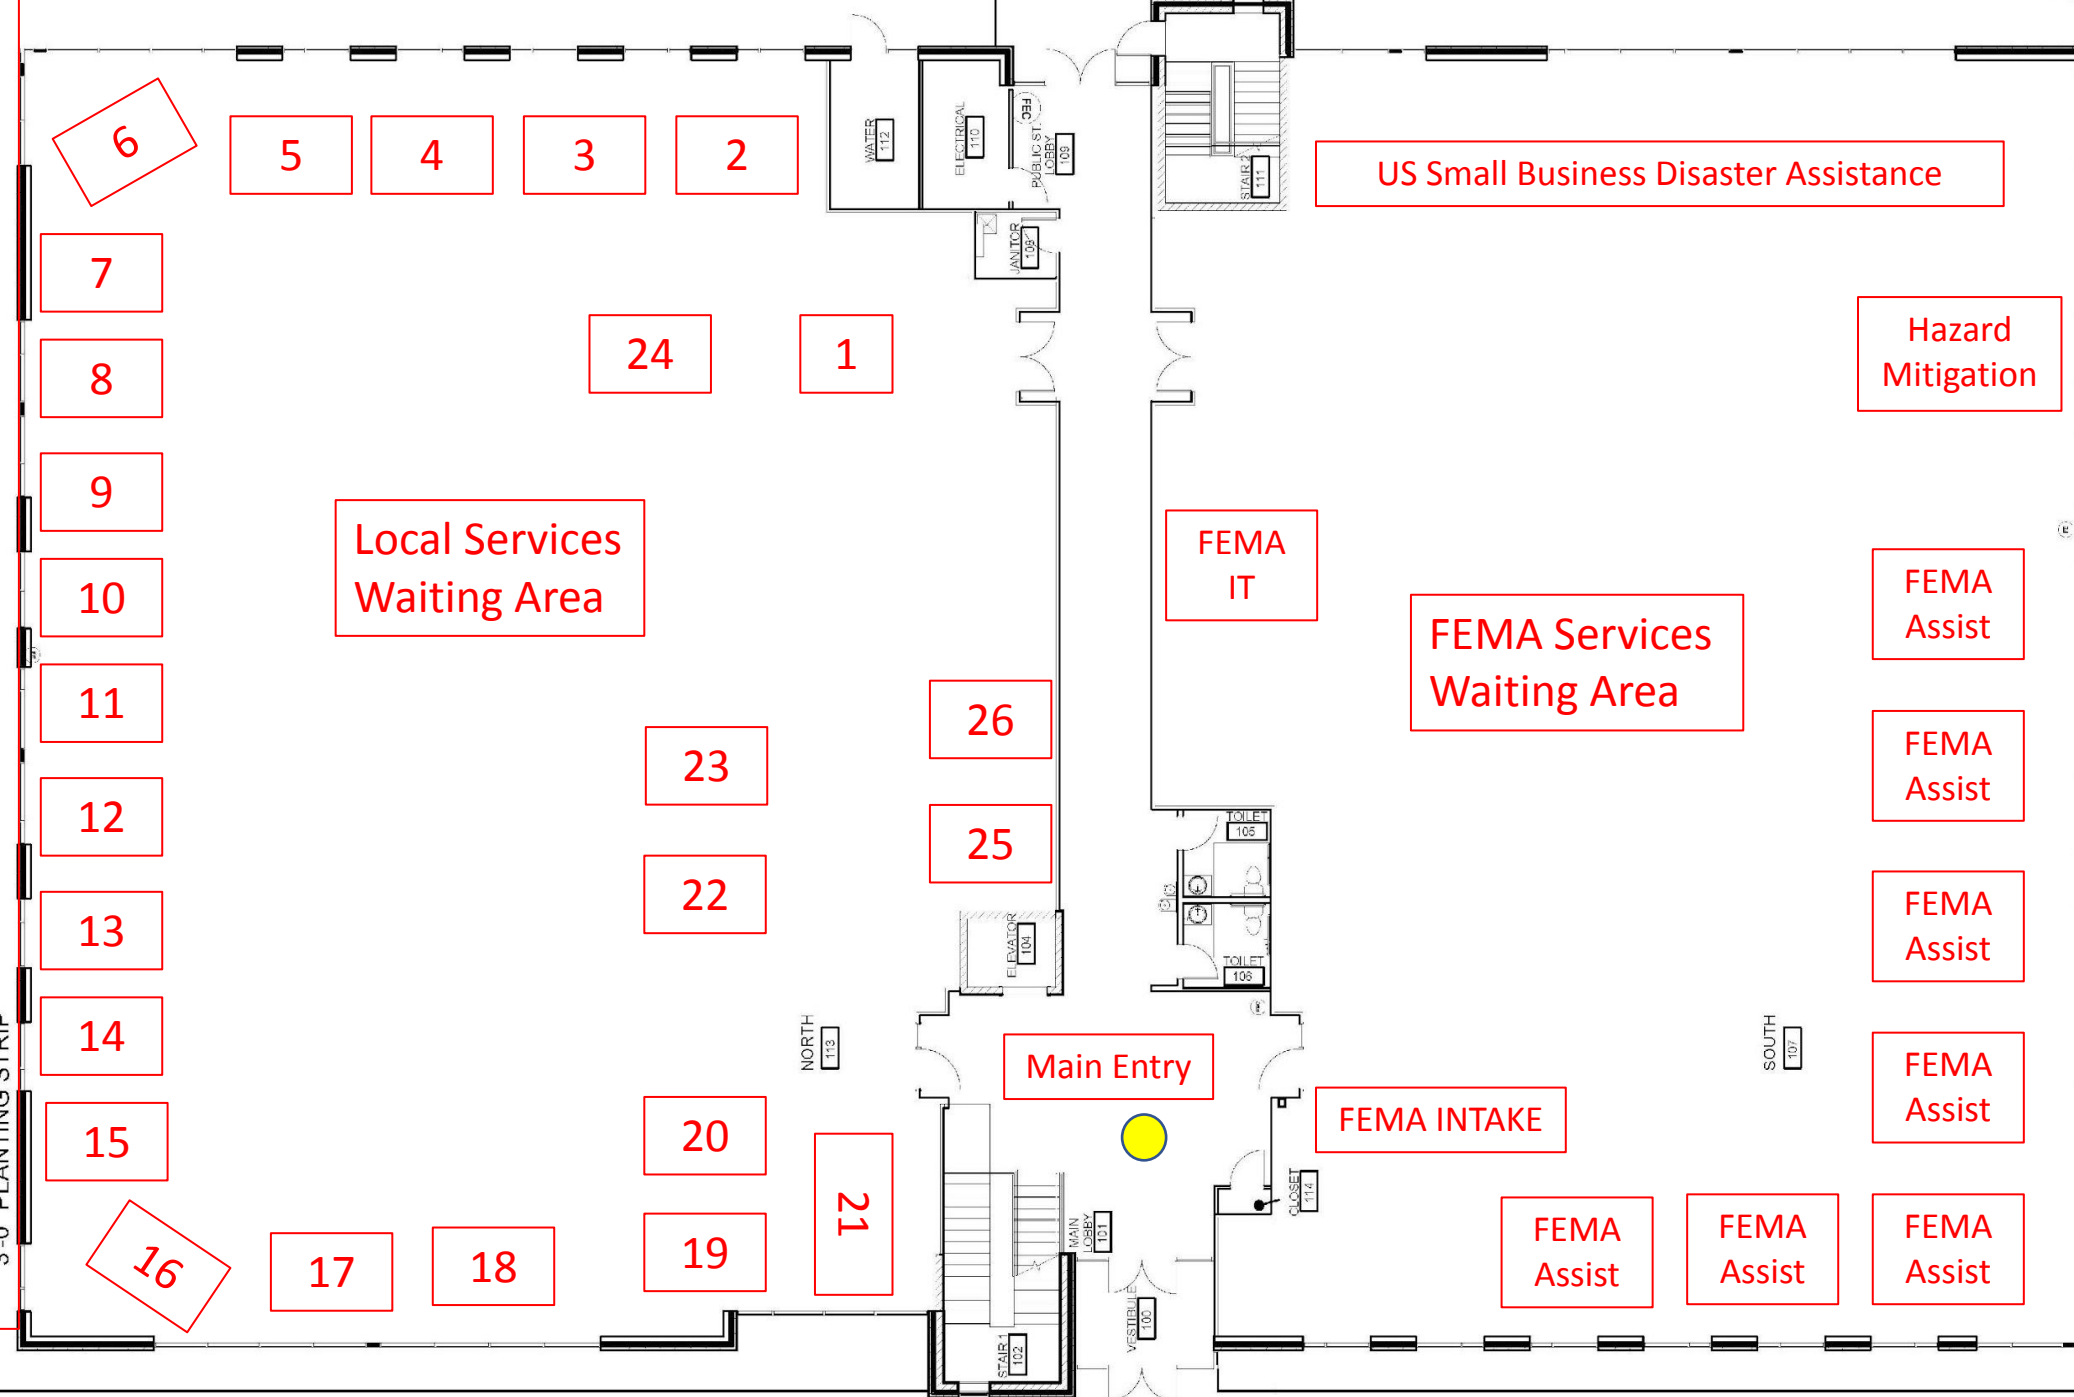 6
5
4
3
2
WATER
112
ELECTRICAL
110
FEC
PUBLIC ST.
LOBBY
109
STAIR 2
111
US Small Business Disaster Assistance
JANITOR
108
7
8
24
1
Hazard
Mitigation
9
10
11
12
13
14
15
16
Local Services
Waiting Area
FEMA
IT
FEMA Services
Waiting Area
FEMA
Assist
FEMA
Assist
FEMA
Assist
FEMA
Assist
26
25
23
22
TOILET
105
TOILET
106
ELEVATOR
104
NORTH
113
Main Entry
SOUTH
107
FEMA INTAKE
20
21
19
17
18
MAIN
LOBBY
101
CLOSET
114
FEMA
Assist
FEMA
Assist
FEMA
Assist
STAIR 1
102
VESTIBULE
100
PLANTING STRIP